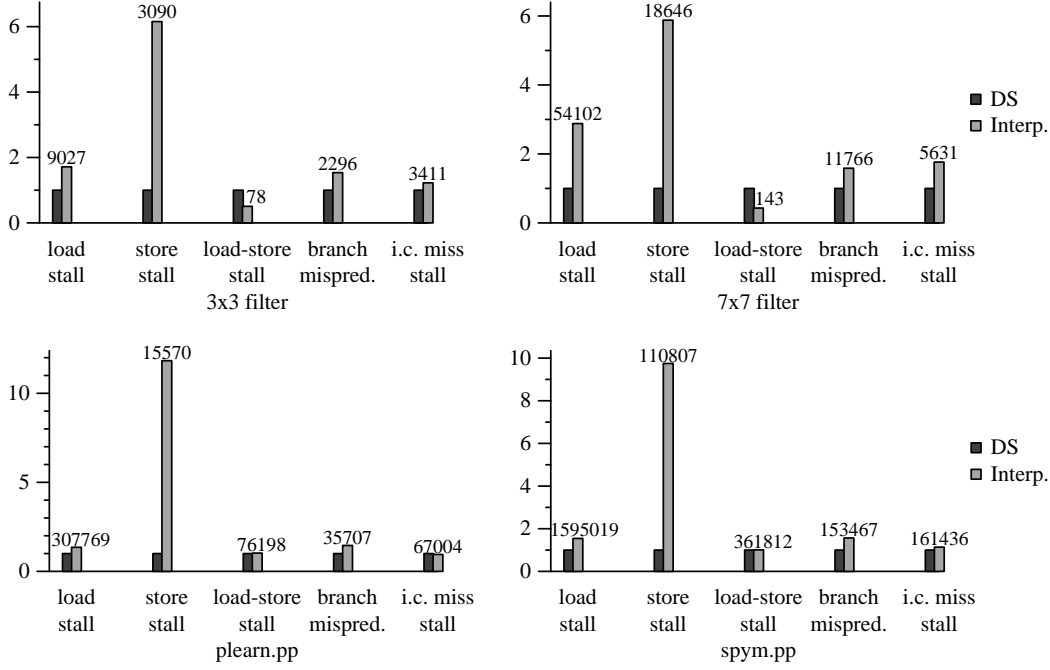 6
4
2
0
3090
9027
78
2296
3411
load stall
store stall
load-store stall
branch mispred.
i.c. miss stall
3x3 filter
6
4
2
0
18646
54102
143
11766
5631
load stall
store stall
load-store stall
branch mispred.
i.c. miss stall
7x7 filter
DS
Interp.
10
5
0
15570
307769
76198
35707
67004
load stall
store stall
load-store stall
branch mispred.
i.c. miss stall
plearn.pp
10
8
6
4
2
0
110807
1595019
361812
153467
161436
load stall
store stall
load-store stall
branch mispred.
i.c. miss stall
spym.pp
DS
Interp.